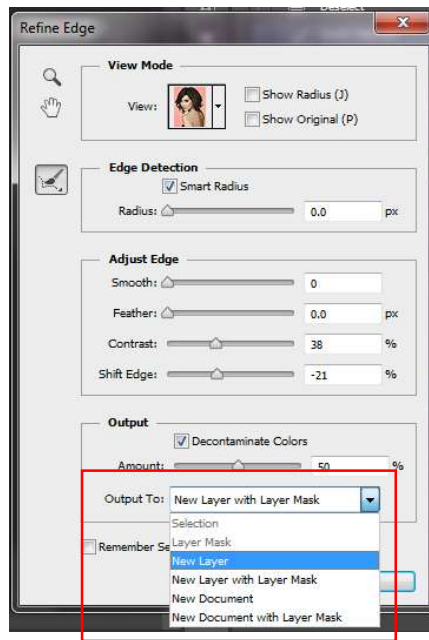 Deselect
Refine Edge
View Mode
View:
Show Radius (J)
Show Original (P)
Edge Detection
Smart Radius
Radius: 0.0 px
Adjust Edge
Smooth: 0
Feather: 0.0 px
Contrast: 38 %
Shift Edge: -21 %
Output
Decontaminate Colors
Amount: 50 %
Output To: New Layer with Layer Mask
Selection
Layer Mask
Remember Se
New Layer
New Layer with Layer Mask
New Document
New Document with Layer Mask